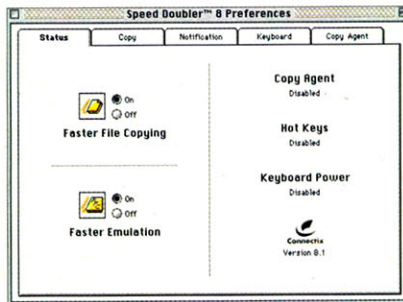 Speed Doubler™ 8 Preferences
Status
Copy
Notification
Keyboard
Copy Agent
On
Off
Faster File Copying
On
Off
Faster Emulation
Copy Agent
Disabled
Hot Keys
Disabled
Keyboard Power
Disabled
Connectix
Version 8.1